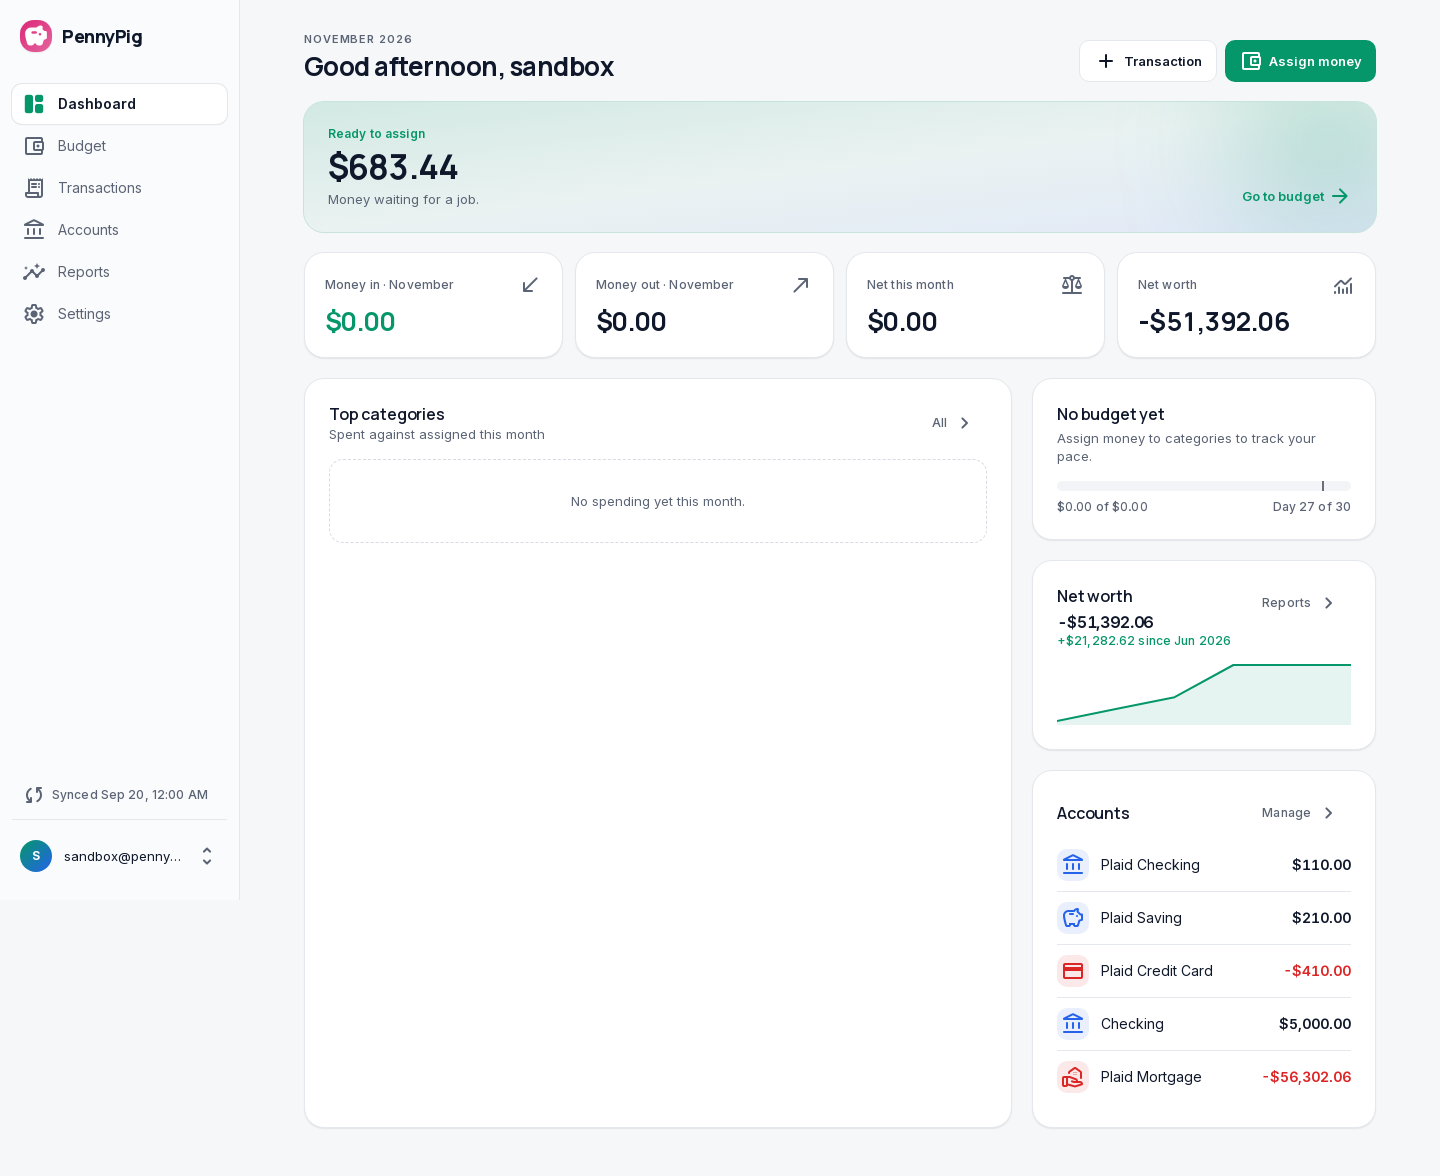 PennyPig
Dashboard
Budget
Transactions
Accounts
Reports
Settings
Synced Sep 20, 12:00 AM
S
sandbox@penny...
NOVEMBER 2026
Good afternoon, sandbox
Transaction
Assign money
Ready to assign
$683.44
Money waiting for a job.
Go to budget
Money in · November
$0.00
Money out · November
$0.00
Net this month
$0.00
Net worth
-$51,392.06
Top categories
Spent against assigned this month
All
No spending yet this month.
No budget yet
Assign money to categories to track your
pace.
$0.00 of $0.00
Day 27 of 30
Net worth
-$51,392.06
+$21,282.62 since Jun 2026
Reports
Accounts
Manage
Plaid Checking
$110.00
Plaid Saving
$210.00
Plaid Credit Card
-$410.00
Checking
$5,000.00
Plaid Mortgage
-$56,302.06